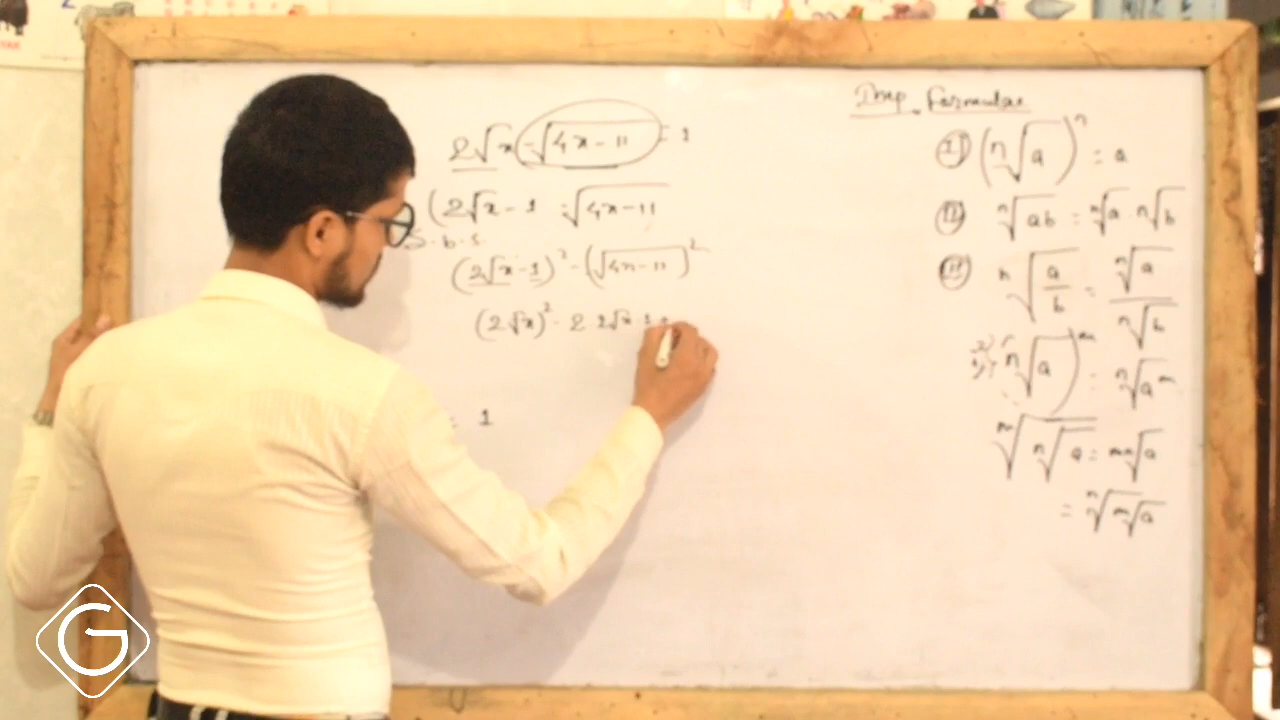 2√x - √4x - 11 = 1
(2√x - 1 = √4x - 11
S.b.s.
(2√x - 1)² - (√4x - 11)²
(2√x)² - 2 · 2√x · 1 +
= 1
Imp. Formulae
I) (ⁿ√a)ⁿ = a
II ⁿ√ab = ⁿ√a · ⁿ√b
III ⁿ√a/b = ⁿ√a / ⁿ√b
(ⁿ√a)ᵐ = ⁿ√aᵐ
ᵐ√ⁿ√a = ᵐⁿ√a
= ⁿ√ᵐ√a
G